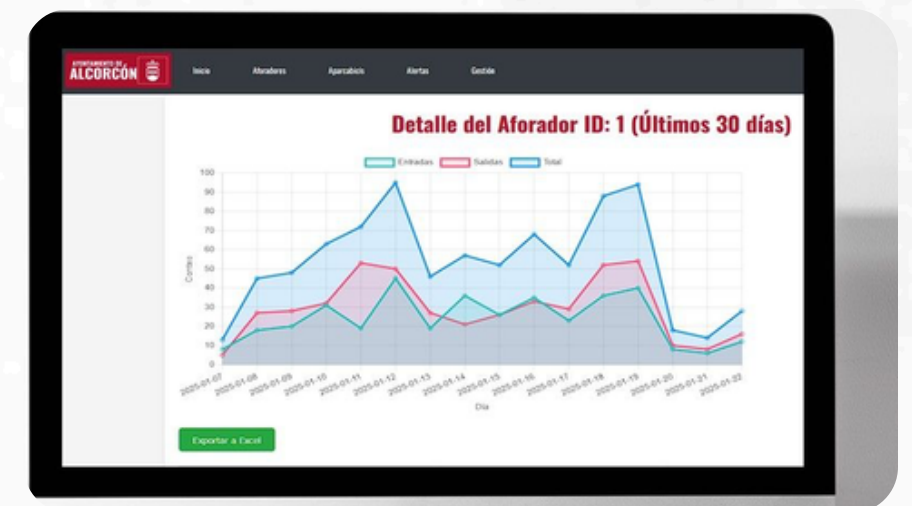 AYUNTAMIENTO DE
ALCORCÓN
Inicio Aforadores Aparcabicis Alertas Gestión
Detalle del Aforador ID: 1 (Últimos 30 días)
Entradas Salidas Total
100
90
80
70
60
50
40
30
20
10
0
Conteo
2025-01-07 2025-01-08 2025-01-09 2025-01-10 2025-01-11 2025-01-12 2025-01-13 2025-01-14 2025-01-15 2025-01-16 2025-01-17 2025-01-18 2025-01-19 2025-01-20 2025-01-21 2025-01-22
Día
Exportar a Excel